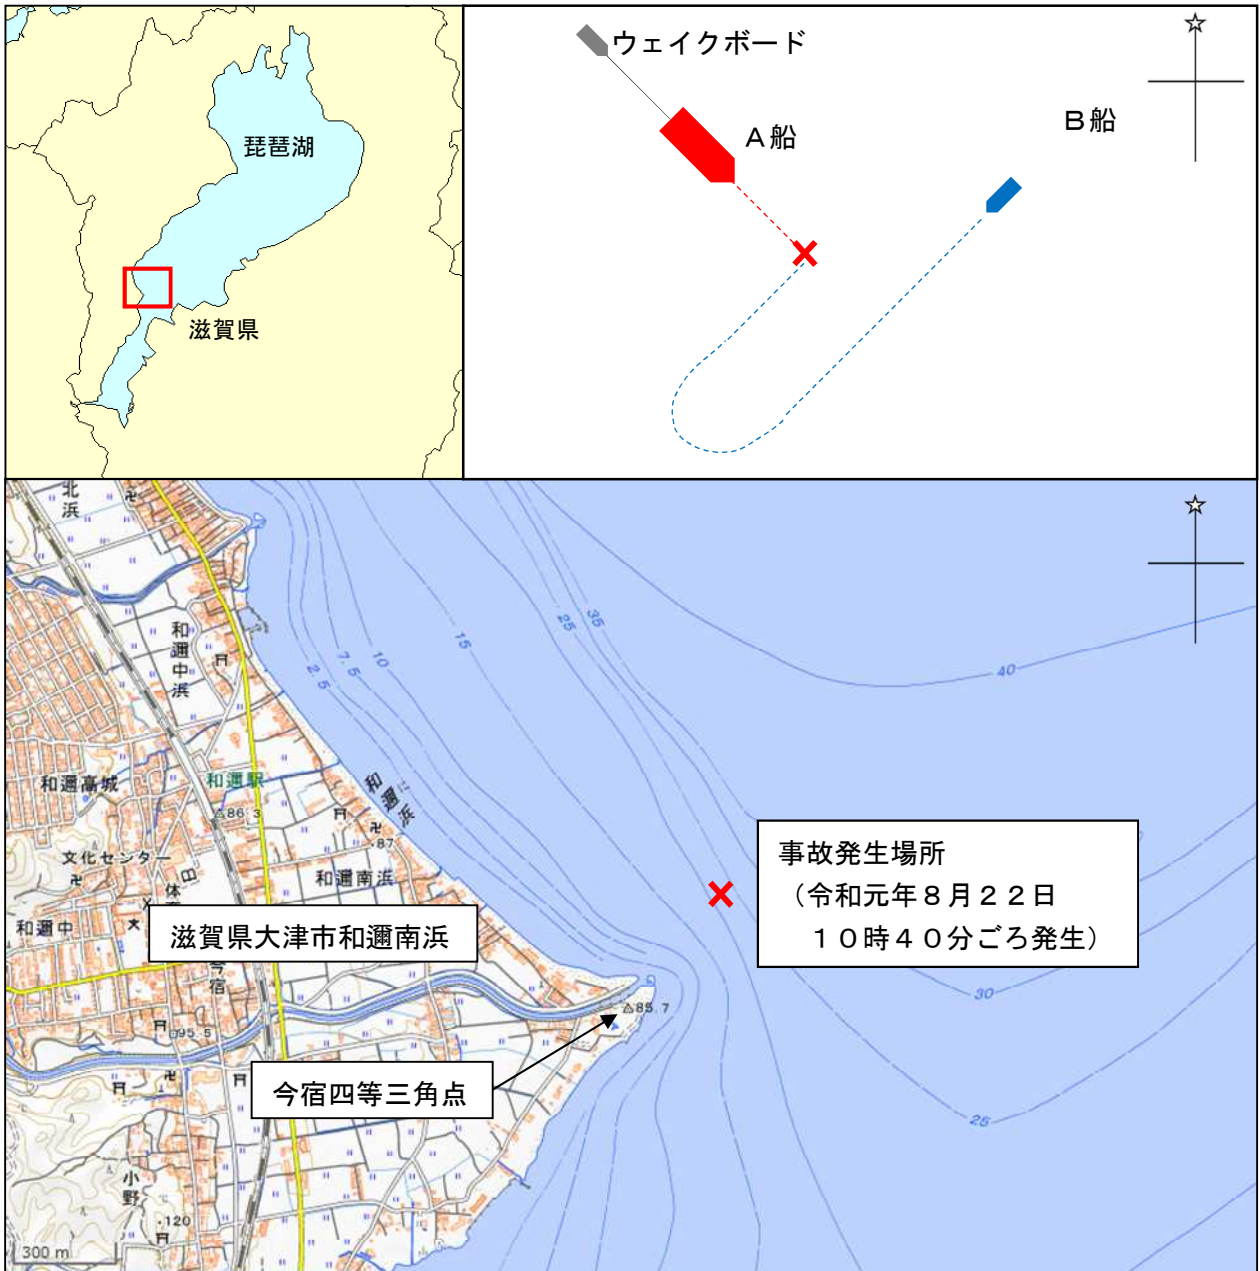 琵琶湖
滋賀県
ウェイクボード
A船
B船
北浜
和邇中浜
和邇高城
和邇駅
86.3
和邇浜
文化センター
87
和邇南浜
和邇中
今宿
滋賀県大津市和邇南浜
事故発生場所
（令和元年８月２２日
１０時４０分ごろ発生）
95.5
85.7
今宿四等三角点
小野
120
300 m
2.5
7.5
10
15
25
35
40
30
25